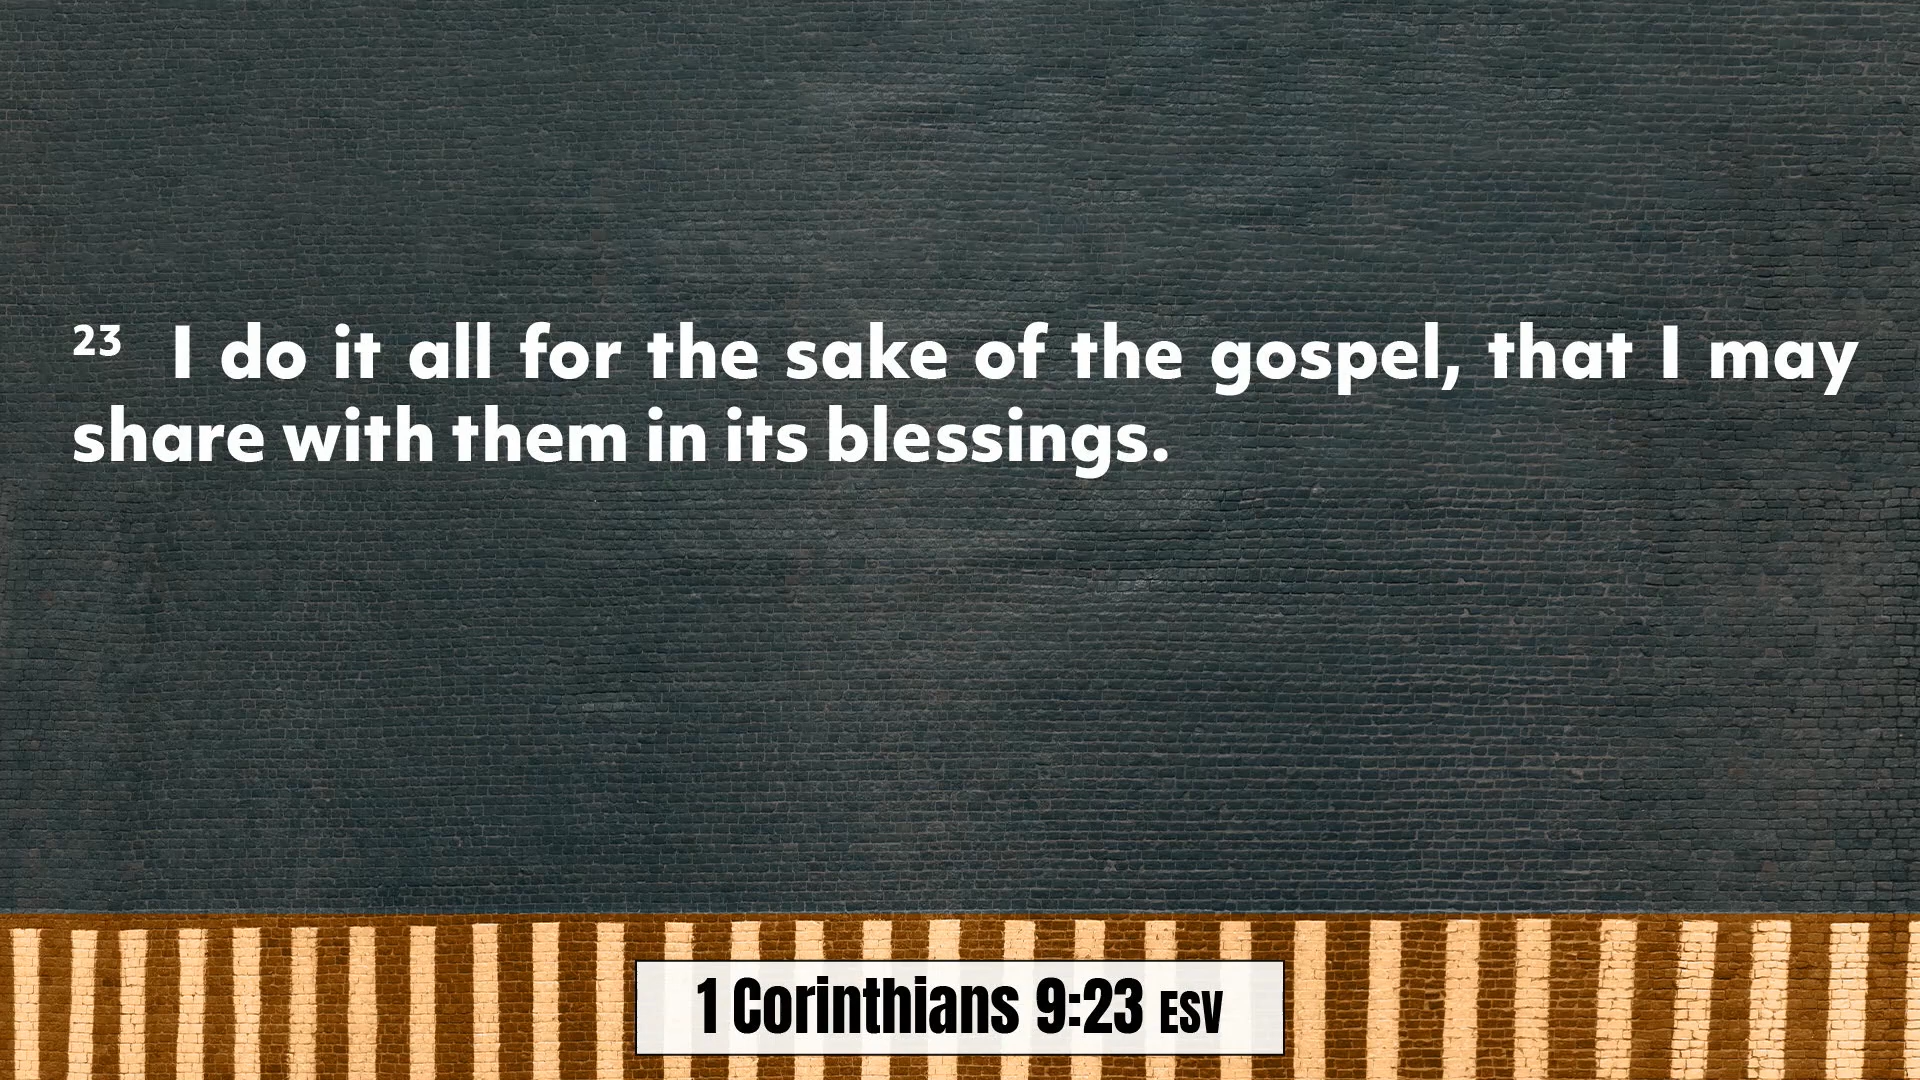 23 I do it all for the sake of the gospel, that I may
share with them in its blessings.
1 Corinthians 9:23 ESV